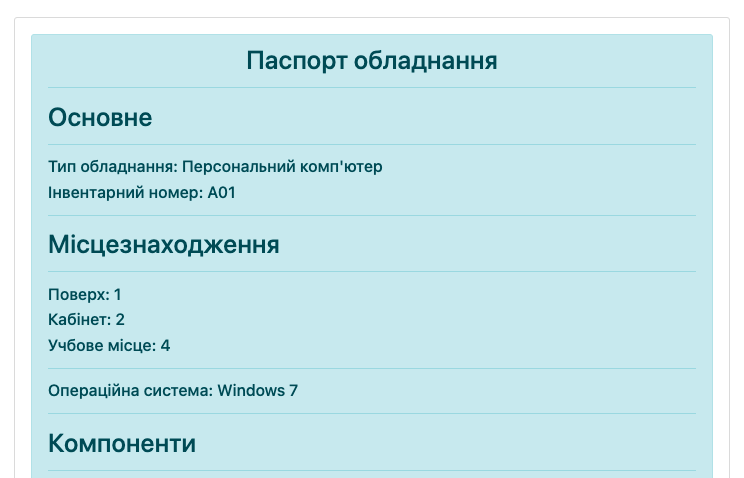 Паспорт обладнання
Основне
Тип обладнання: Персональний комп'ютер
Інвентарний номер: A01
Місцезнаходження
Поверх: 1
Кабінет: 2
Учбове місце: 4
Операційна система: Windows 7
Компоненти